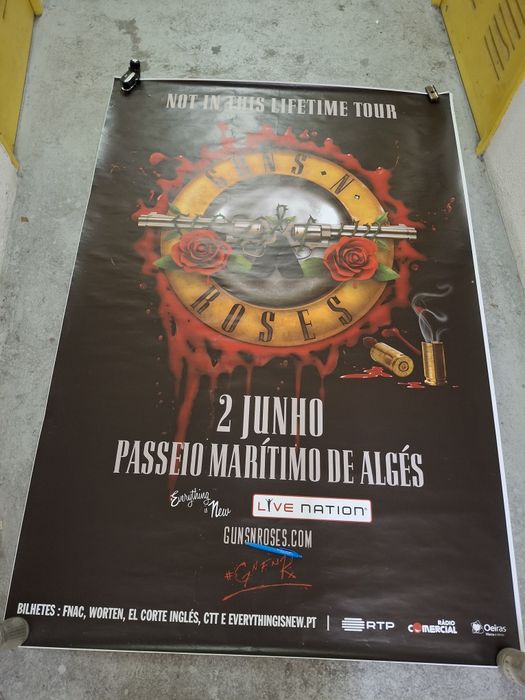 NOT IN THIS LIFETIME TOUR
GUNS N'
ROSES
2 JUNHO
PASSEIO MARÍTIMO DE ALGÉS
Everything is New
LIVE NATION
GUNSNROSES.COM
#GNFNR
BILHETES : FNAC, WORTEN, EL CORTE INGLÉS, CTT E EVERYTHINGISNEW.PT
RTP
RÁDIO
COMERCIAL
Oeiras